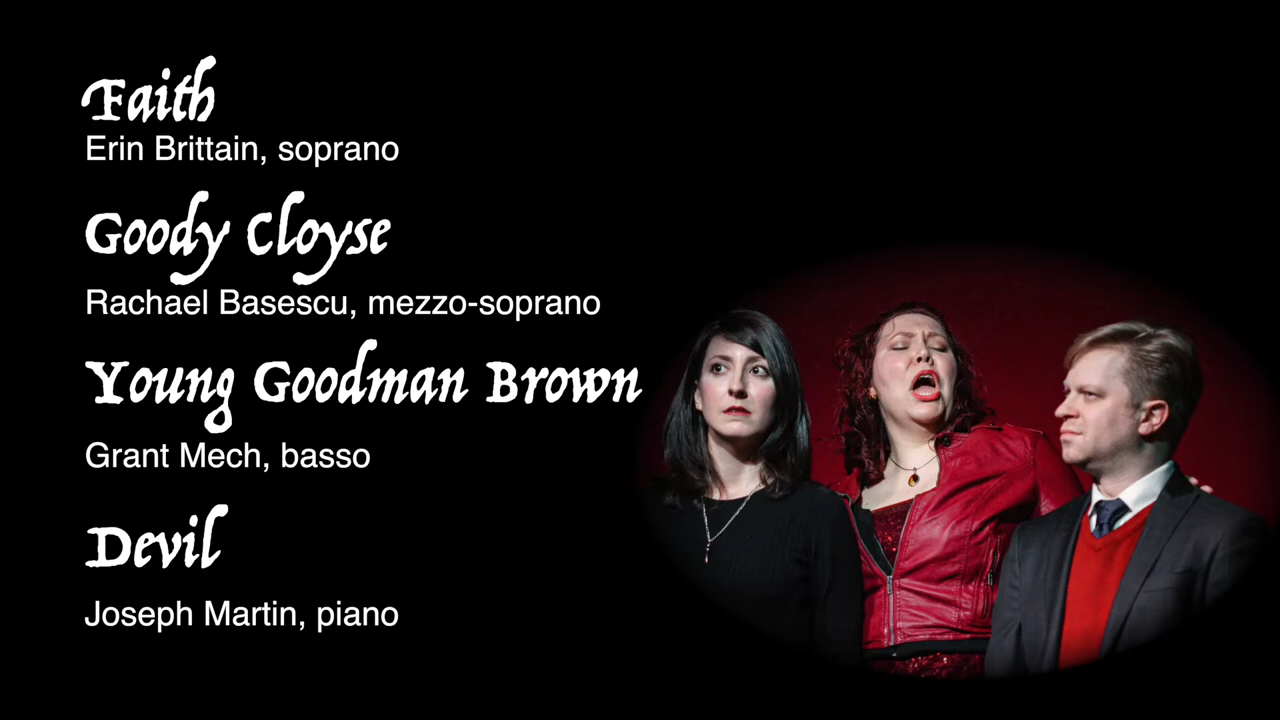 Faith
Erin Brittain, soprano
Goody Cloyse
Rachael Basescu, mezzo-soprano
Young Goodman Brown
Grant Mech, basso
Devil
Joseph Martin, piano